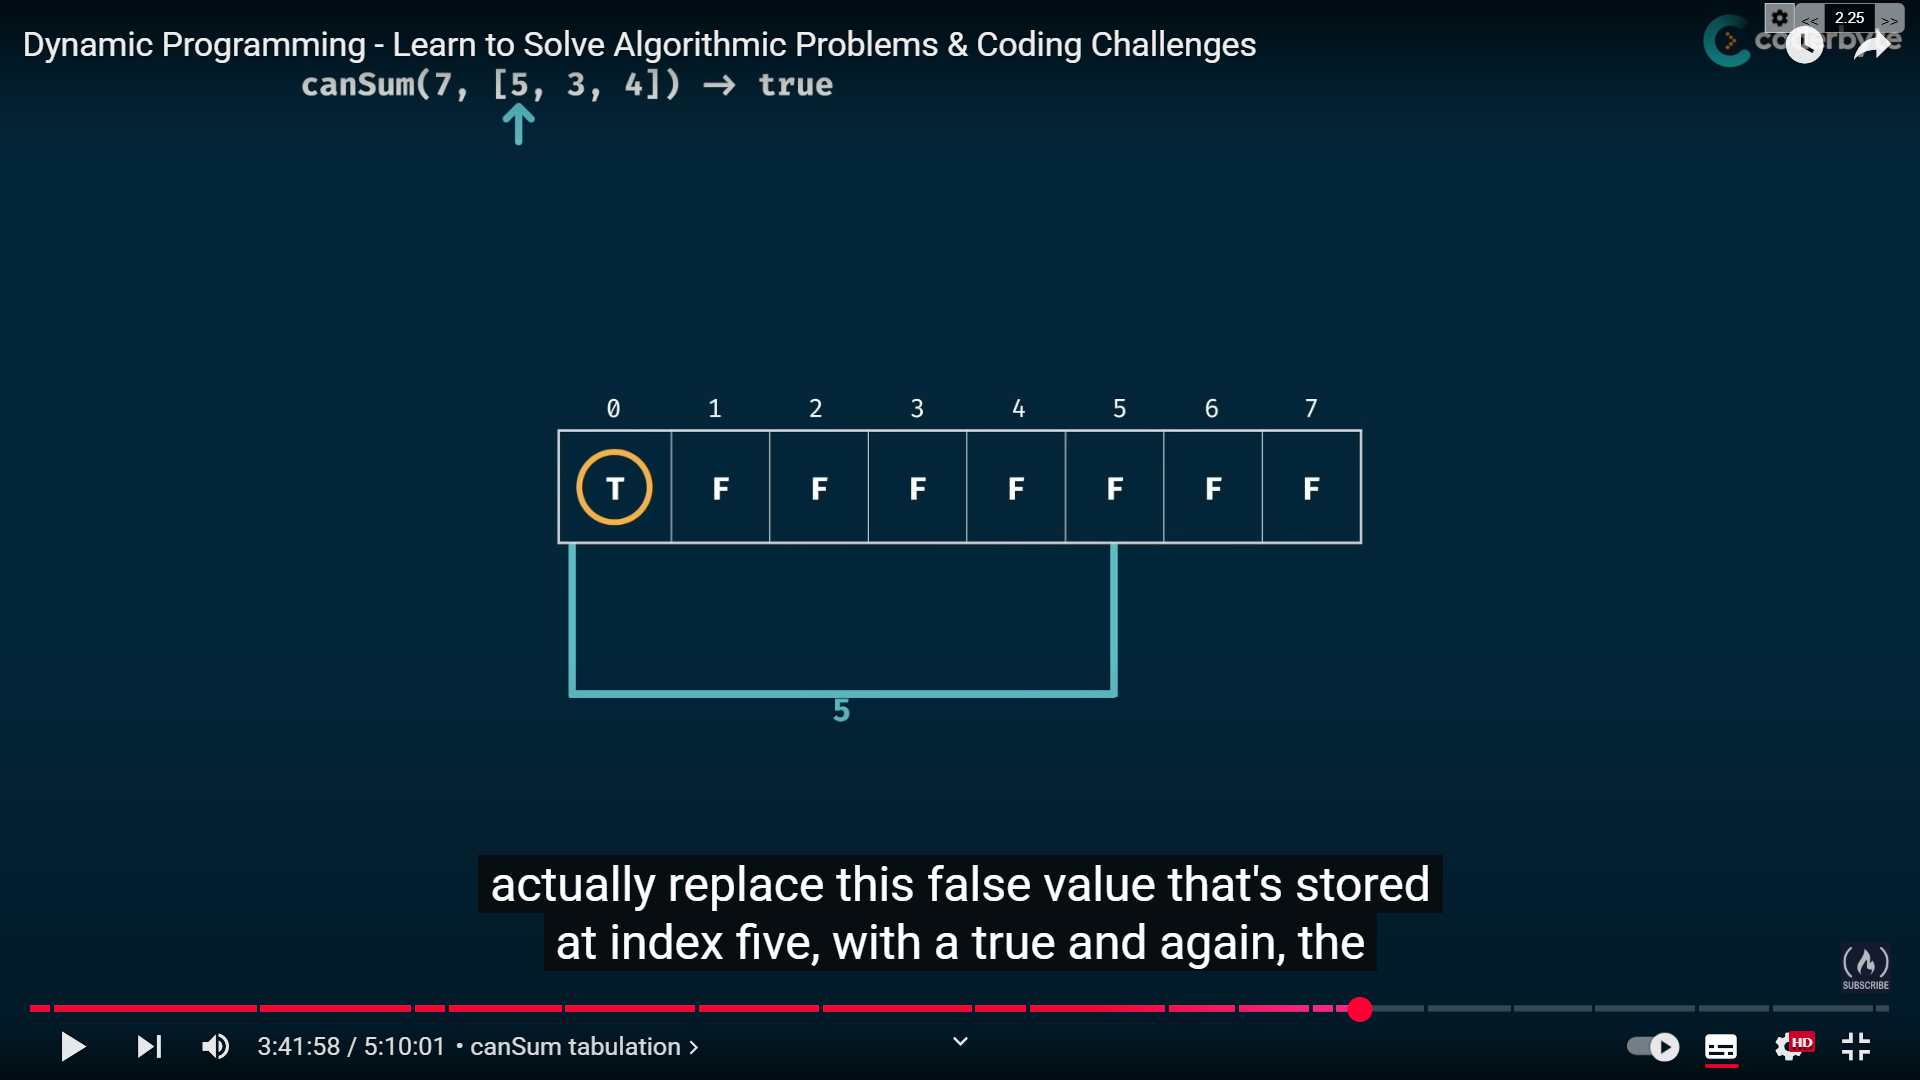 Dynamic Programming - Learn to Solve Algorithmic Problems & Coding Challenges
<< 2.25 >>
coderbyte
canSum(7, [5, 3, 4]) → true
0 1 2 3 4 5 6 7
T F F F F F F F
5
actually replace this false value that's stored
at index five, with a true and again, the
SUBSCRIBE
3:41:58 / 5:10:01 • canSum tabulation ›
HD